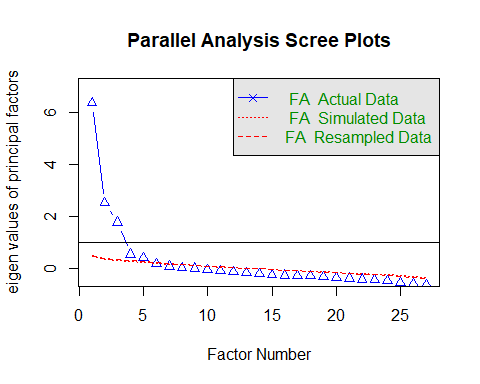 Parallel Analysis Scree Plots
eigen values of principal factors
6
4
2
0
FA Actual Data
FA Simulated Data
FA Resampled Data
0 5 10 15 20 25
Factor Number